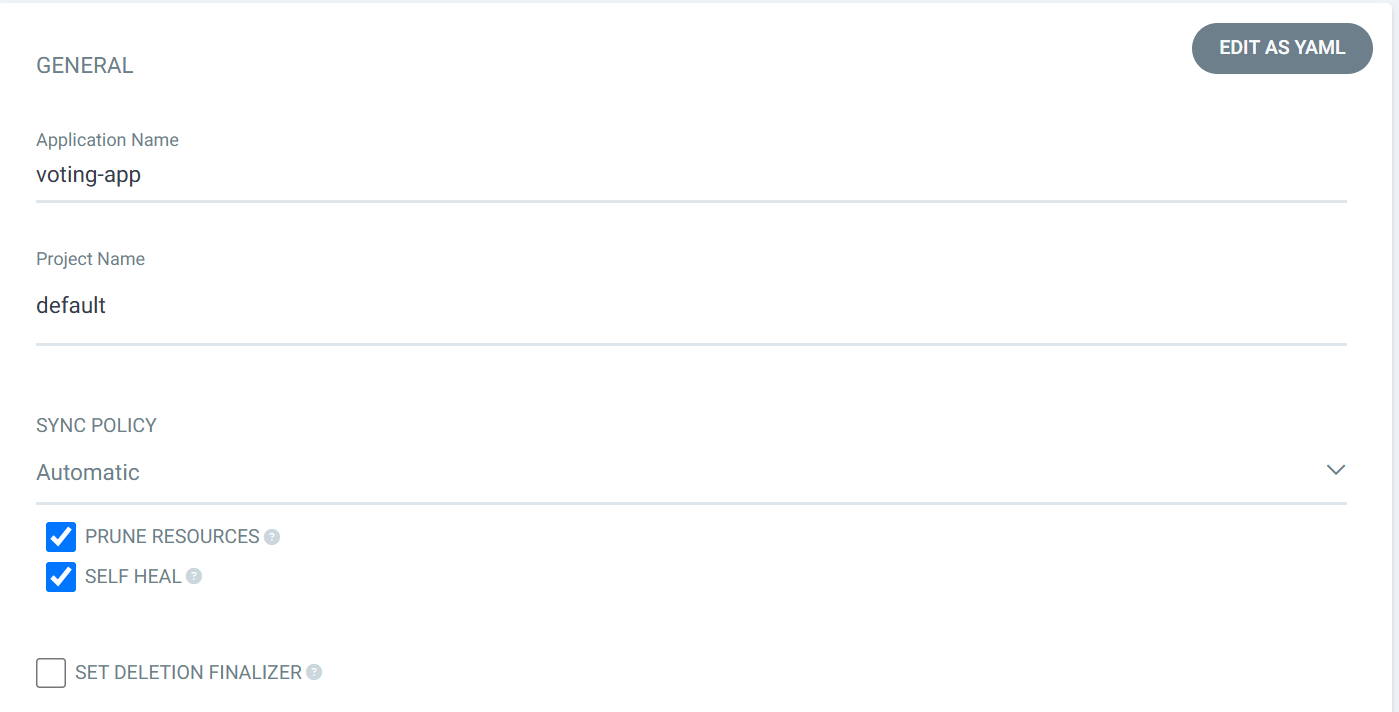 EDIT AS YAML
GENERAL
Application Name
voting-app
Project Name
default
SYNC POLICY
Automatic
PRUNE RESOURCES ?
SELF HEAL ?
SET DELETION FINALIZER ?